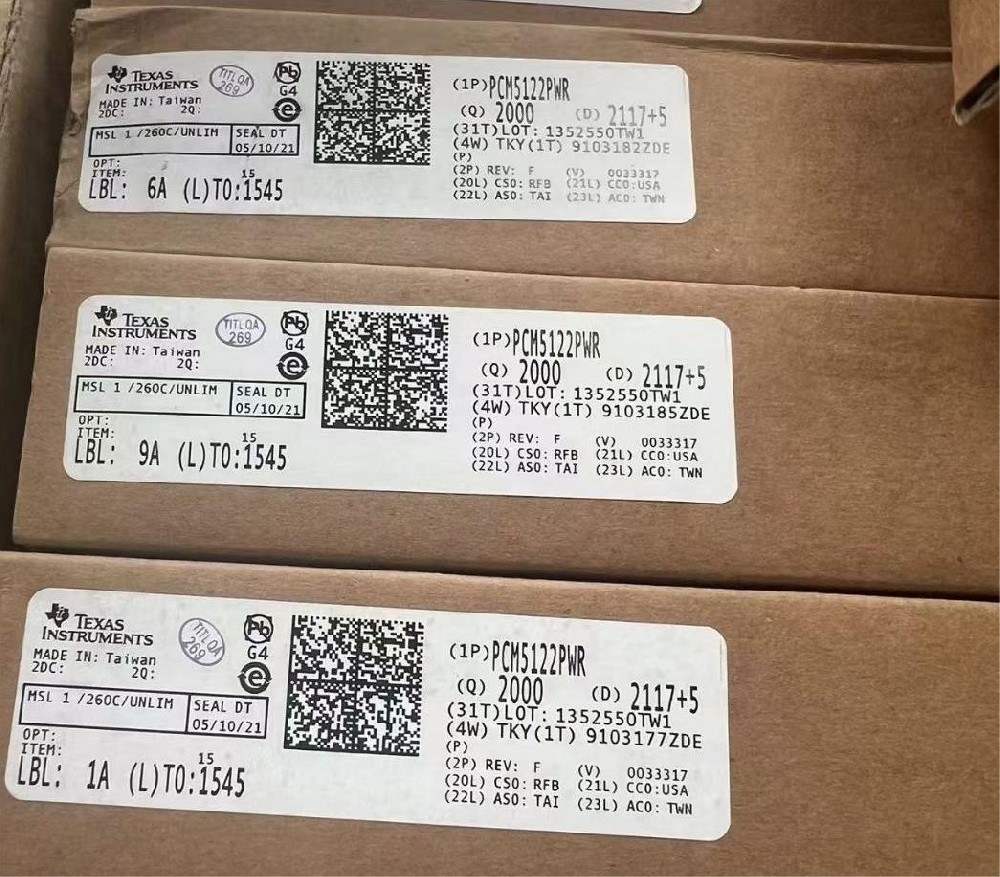 TEXAS
INSTRUMENTS
TITLQA
269
Pb
G4
e
MADE IN: Taiwan
2DC: 2Q:
MSL 1 /260C/UNLIM
SEAL DT
05/10/21
OPT:
ITEM:
15
LBL: 6A (L)TO:1545
(1P)PCM5122PWR
(Q) 2000 (D) 2117+5
(31T)LOT: 1352550TW1
(4W) TKY(1T) 9103182ZDE
(P)
(2P) REV: F (V) 0033317
(20L) CSO: RFB (21L) CCO:USA
(22L) ASO: TAI (23L) ACO: TWN
TEXAS
INSTRUMENTS
TITLQA
269
Pb
G4
e
MADE IN: Taiwan
2DC: 2Q:
MSL 1 /260C/UNLIM
SEAL DT
05/10/21
OPT:
ITEM:
15
LBL: 9A (L)TO:1545
(1P)PCM5122PWR
(Q) 2000 (D) 2117+5
(31T)LOT: 1352550TW1
(4W) TKY(1T) 9103185ZDE
(P)
(2P) REV: F (V) 0033317
(20L) CSO: RFB (21L) CCO:USA
(22L) ASO: TAI (23L) ACO: TWN
TEXAS
INSTRUMENTS
TITLQA
269
Pb
G4
e
MADE IN: Taiwan
2DC: 2Q:
MSL 1 /260C/UNLIM
SEAL DT
05/10/21
OPT:
ITEM:
15
LBL: 1A (L)TO:1545
(1P)PCM5122PWR
(Q) 2000 (D) 2117+5
(31T)LOT: 1352550TW1
(4W) TKY(1T) 9103177ZDE
(P)
(2P) REV: F (V) 0033317
(20L) CSO: RFB (21L) CCO:USA
(22L) ASO: TAI (23L) ACO: TWN